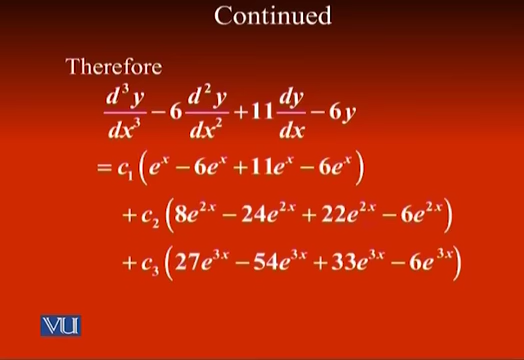 Continued
Therefore
d³y/dx³ − 6 d²y/dx² + 11 dy/dx − 6y
= c₁(eˣ − 6eˣ + 11eˣ − 6eˣ)
+ c₂(8e²ˣ − 24e²ˣ + 22e²ˣ − 6e²ˣ)
+ c₃(27e³ˣ − 54e³ˣ + 33e³ˣ − 6e³ˣ)
VU